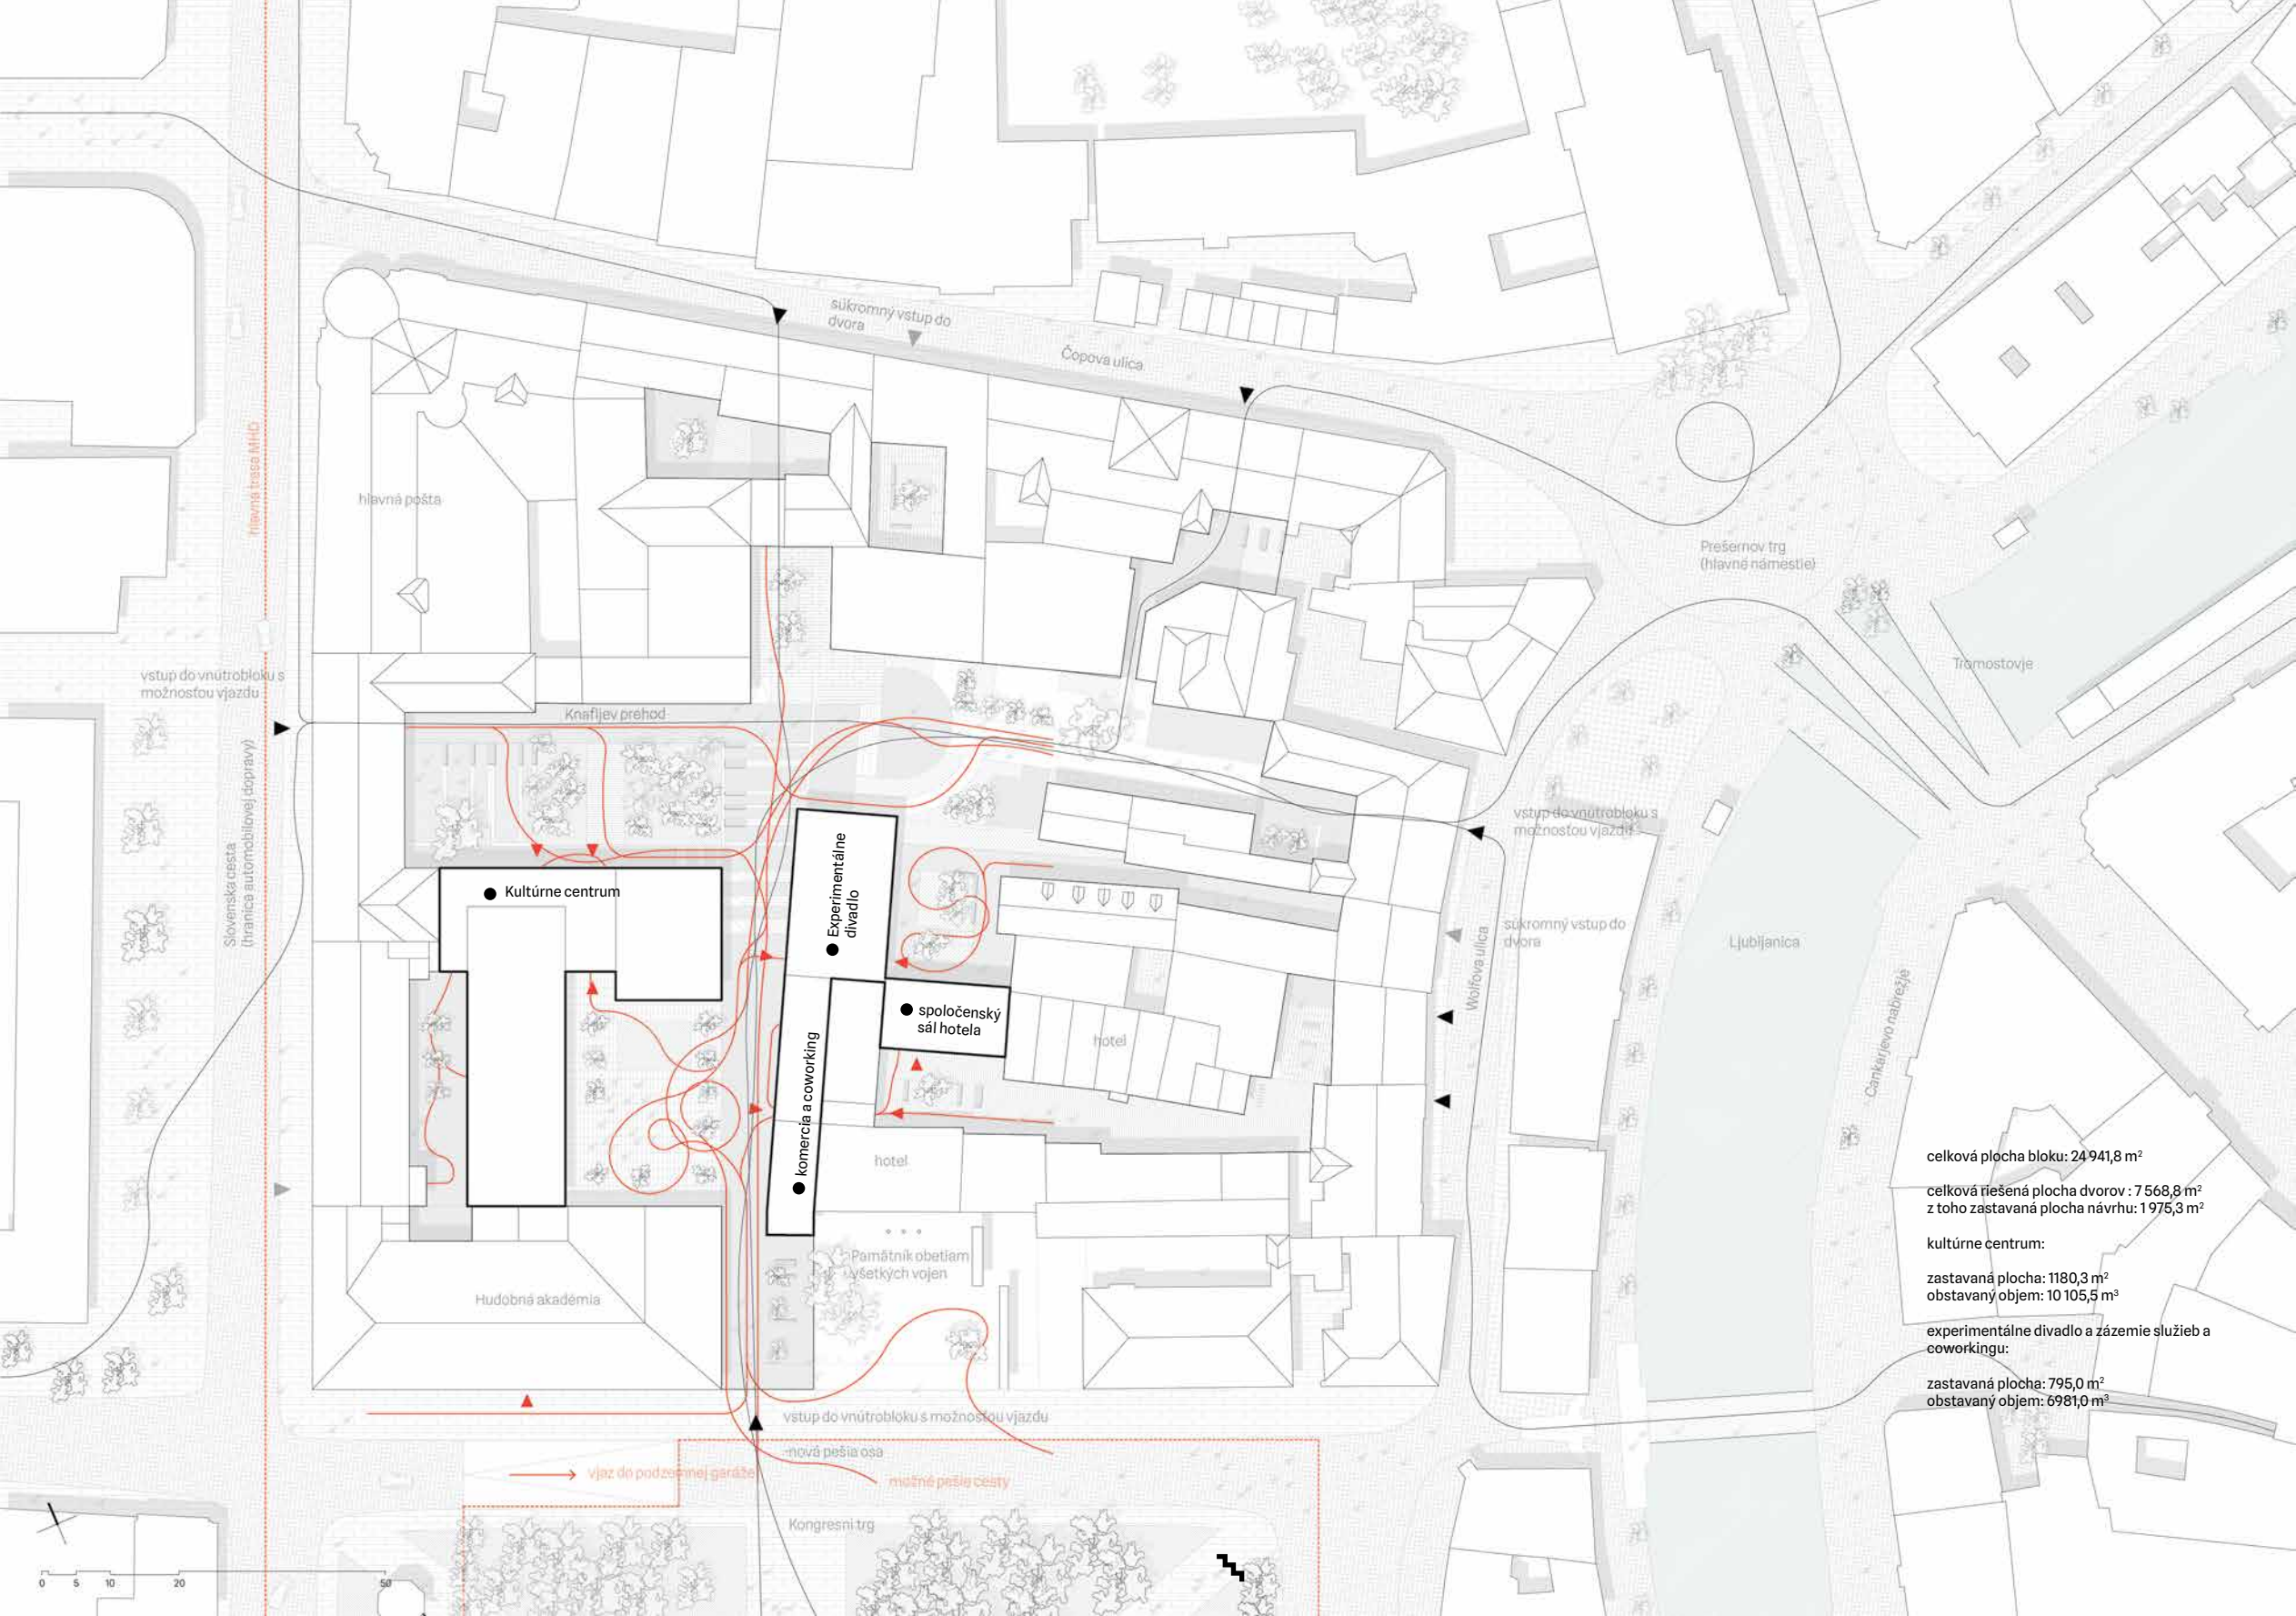 súkromný vstup do
dvora
Čopova ulica
hlavna trasa MHD
hlavná pošta
Prešernov trg
(hlavné námestie)
Tromostovje
vstup do vnútrobloku s
možnosťou vjazdu
Knafljev prehod
Slovenska cesta
(hranica automobilovej dopravy)
vstup do vnútrobloku s
možnosťou vjazdu
Kultúrne centrum
Experimentálne
divadlo
súkromný vstup do
dvora
Wolfova ulica
Ljubljanica
Cankarjevo nabrežje
spoločenský
sál hotela
hotel
komercia a coworking
hotel
Pamätník obetiam
všetkých vojen
Hudobná akadémia
vstup do vnútrobloku s možnosťou vjazdu
-nová pešia osa
vjaz do podzemnej garáže
možné pešie cesty
Kongresni trg
0 5 10 20 50
celková plocha bloku: 24 941,8 m²
celková riešená plocha dvorov : 7 568,8 m²
z toho zastavaná plocha návrhu: 1 975,3 m²
kultúrne centrum:
zastavaná plocha: 1180,3 m²
obstavaný objem: 10 105,5 m³
experimentálne divadlo a zázemie služieb a
coworkingu:
zastavaná plocha: 795,0 m²
obstavaný objem: 6981,0 m³